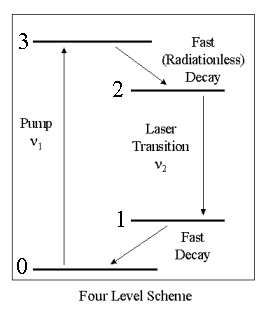 3
Fast
(Radiationless)
Decay
2
Pump
ν₁
Laser
Transition
ν₂
1
Fast
Decay
0
Four Level Scheme